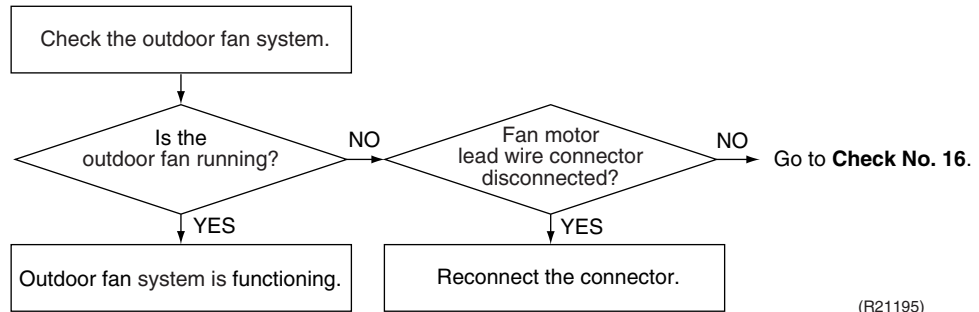 Check the outdoor fan system.
Is the
outdoor fan running?
NO
Fan motor
lead wire connector
disconnected?
NO
Go to Check No. 16.
YES
YES
Outdoor fan system is functioning.
Reconnect the connector.
(R21195)